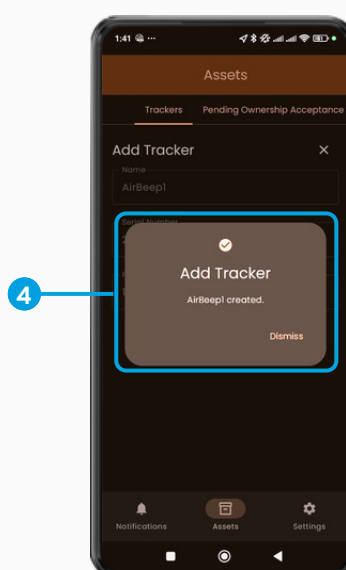 1:41
Assets
Trackers Pending Ownership Acceptance
Add Tracker
Name
AirBeep1
Serial Number
4
Add Tracker
AirBeep1 created.
Dismiss
Notifications Assets Settings